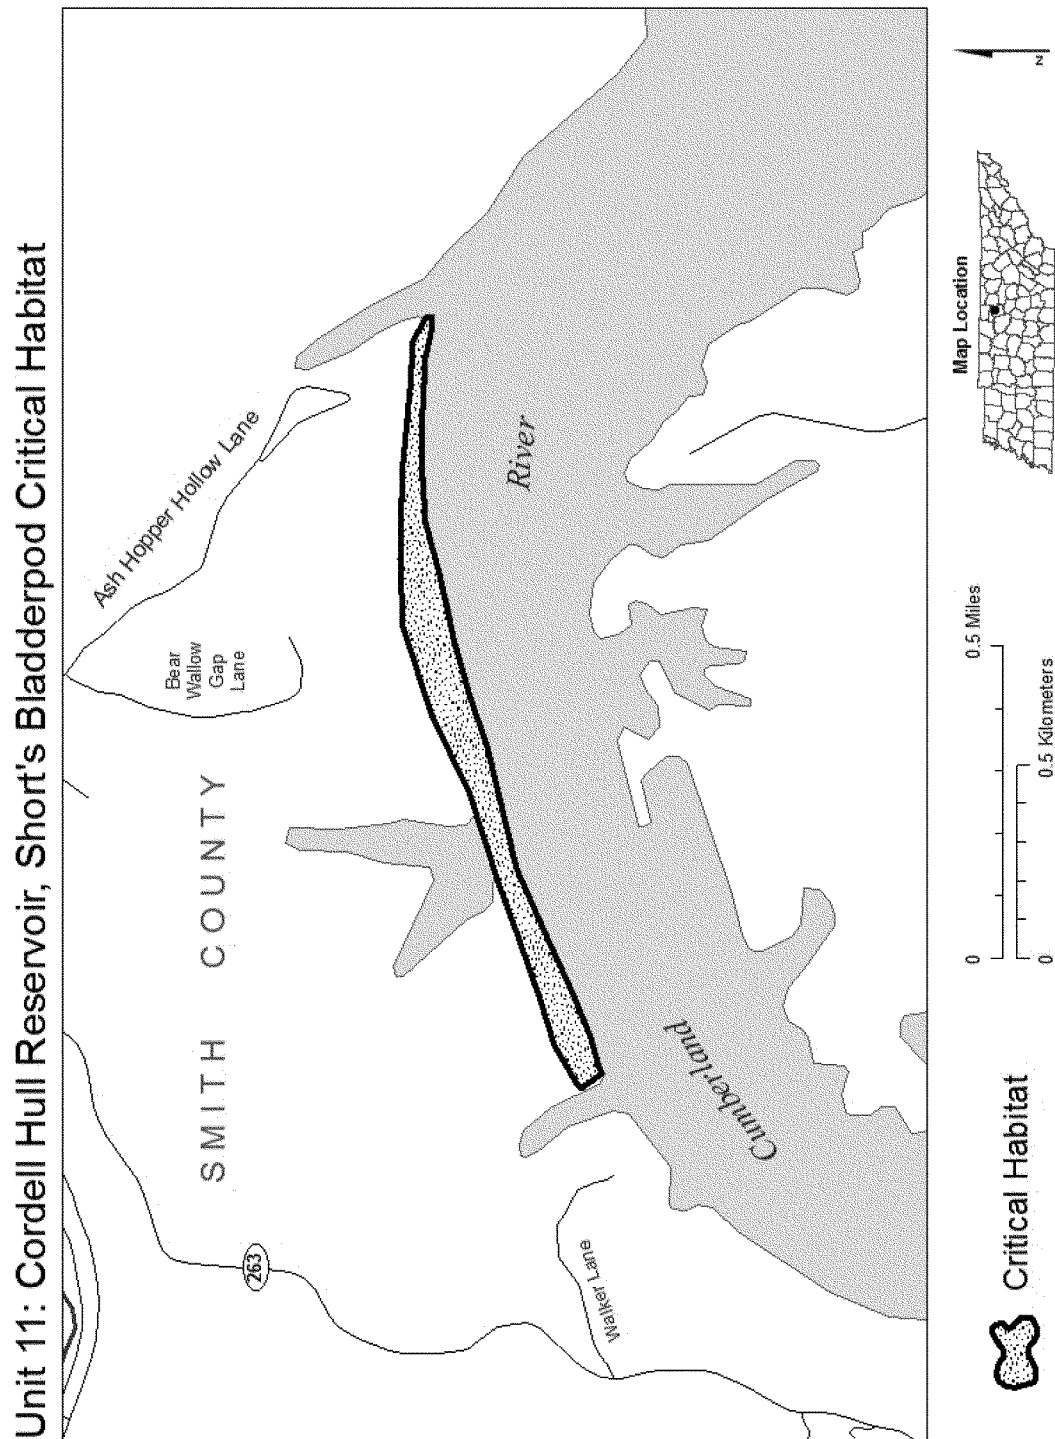 Unit 11: Cordell Hull Reservoir, Short's Bladderpod Critical Habitat
Ash Hopper Hollow Lane
Bear
Wallow
Gap
Lane
SMITH COUNTY
263
River
Walker Lane
Cumberland
Critical Habitat
0 0.5 Miles
0 0.5 Kilometers
Map Location
N